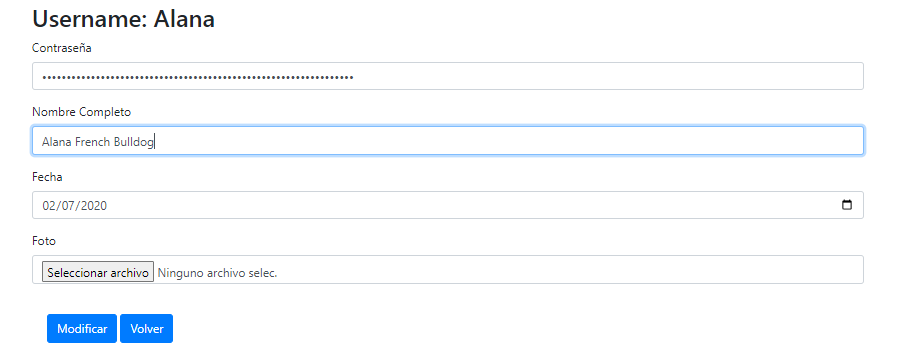 Username: Alana
Contraseña
••••••••••••••••••••••••••••••••••••••••••••••••••••••••••••••••
Nombre Completo
Alana French Bulldog
Fecha
02/07/2020
Foto
Seleccionar archivo Ninguno archivo selec.
Modificar Volver